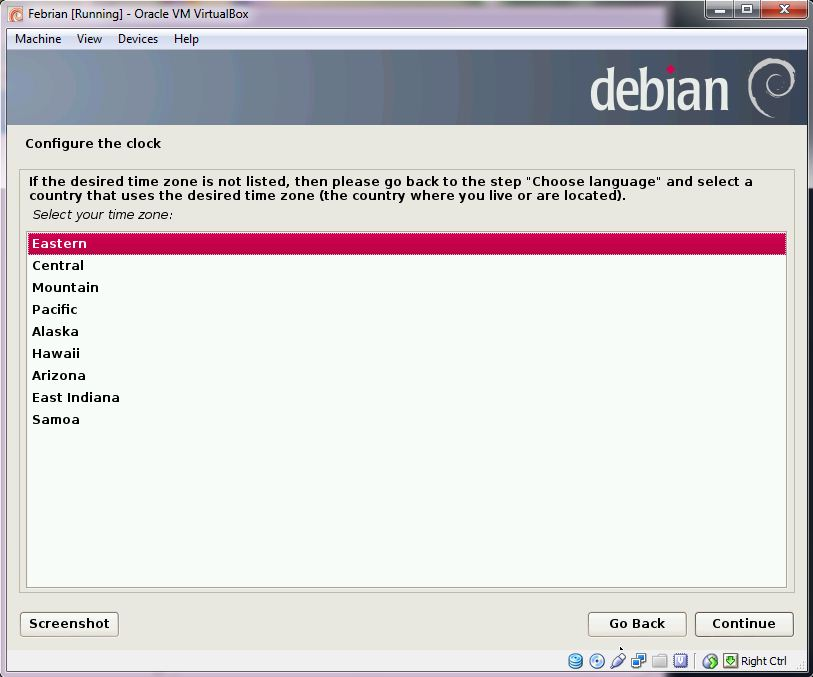 Febrian [Running] - Oracle VM VirtualBox
Machine View Devices Help
debian
Configure the clock
If the desired time zone is not listed, then please go back to the step "Choose language" and select a
country that uses the desired time zone (the country where you live or are located).
Select your time zone:
Eastern
Central
Mountain
Pacific
Alaska
Hawaii
Arizona
East Indiana
Samoa
Screenshot Go Back Continue
Right Ctrl